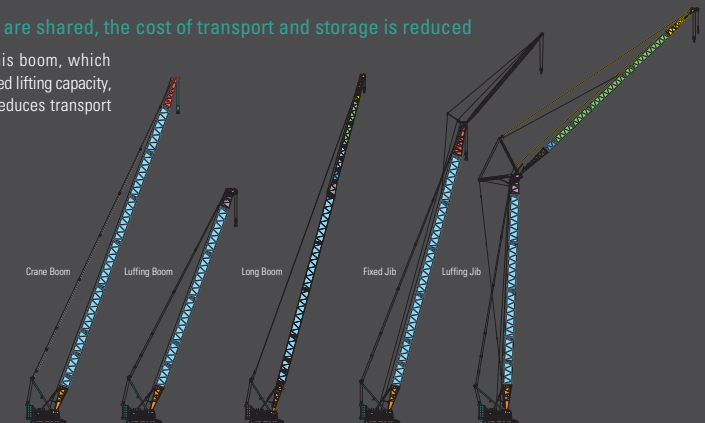 are shared, the cost of transport and storage is reduced
his boom, which
ed lifting capacity,
educes transport
Crane Boom
Luffing Boom
Long Boom
Fixed Jib
Luffing Jib